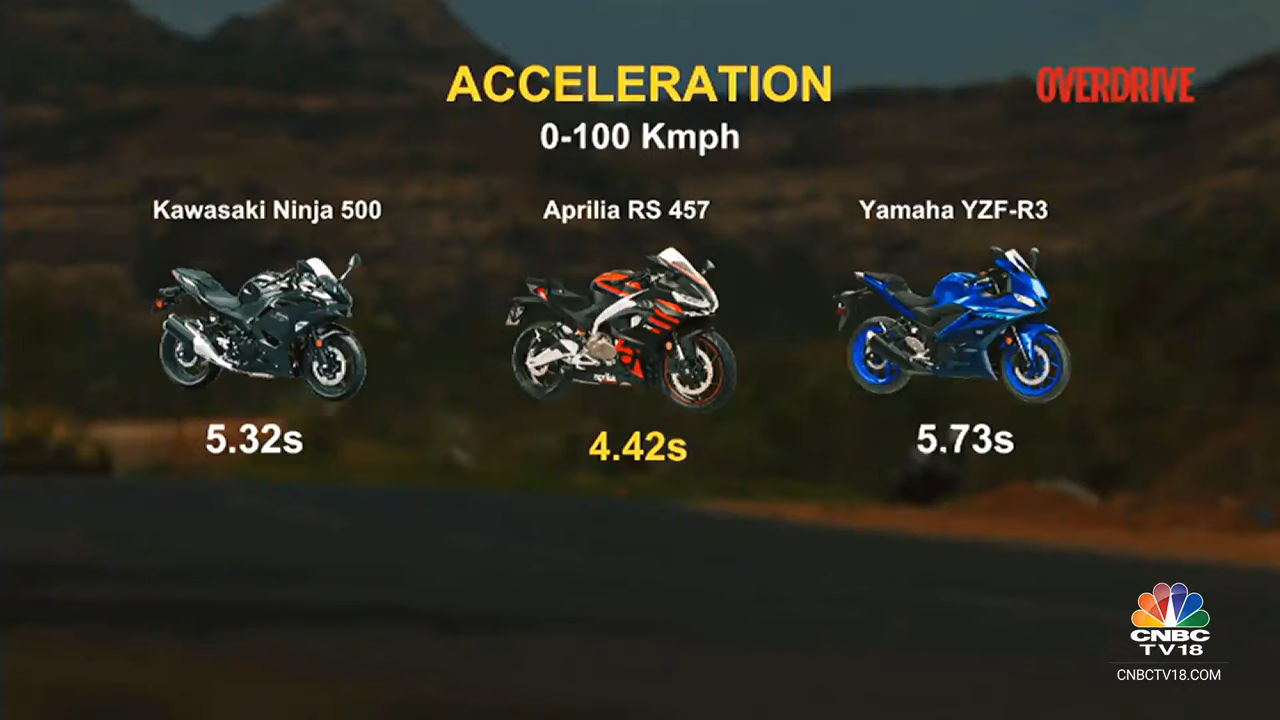 ACCELERATION
OVERDRIVE
0-100 Kmph
Kawasaki Ninja 500
Aprilia RS 457
Yamaha YZF-R3
aprilia
5.32s
4.42s
5.73s
CNBC
TV18
CNBCTV18.COM